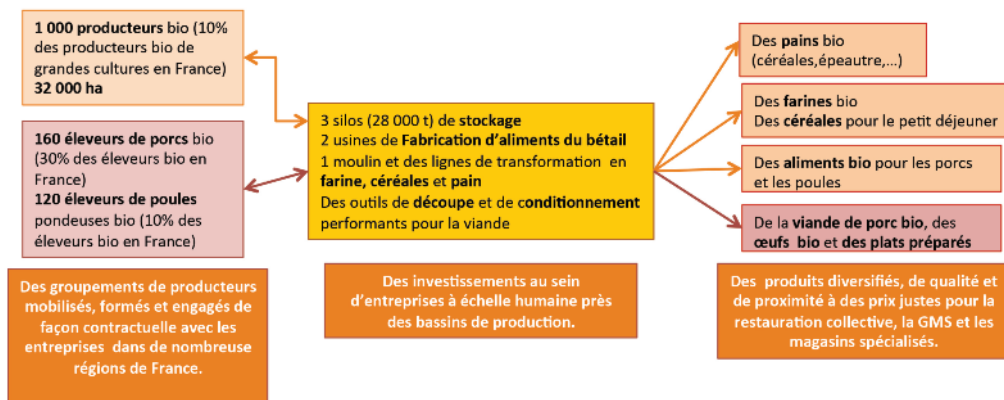 1 000 producteurs bio (10%
des producteurs bio de
grandes cultures en France)
32 000 ha
160 éleveurs de porcs bio
(30% des éleveurs bio en
France)
120 éleveurs de poules
pondeuses bio (10% des
éleveurs bio en France)
Des groupements de producteurs
mobilisés, formés et engagés de
façon contractuelle avec les
entreprises dans de nombreuse
régions de France.
3 silos (28 000 t) de stockage
2 usines de Fabrication d’aliments du bétail
1 moulin et des lignes de transformation en
farine, céréales et pain
Des outils de découpe et de conditionnement
performants pour la viande
Des investissements au sein
d’entreprises à échelle humaine près
des bassins de production.
Des pains bio
(céréales,épeautre,...)
Des farines bio
Des céréales pour le petit déjeuner
Des aliments bio pour les porcs
et les poules
De la viande de porc bio, des
œufs bio et des plats préparés
Des produits diversifiés, de qualité et
de proximité à des prix justes pour la
restauration collective, la GMS et les
magasins spécialisés.